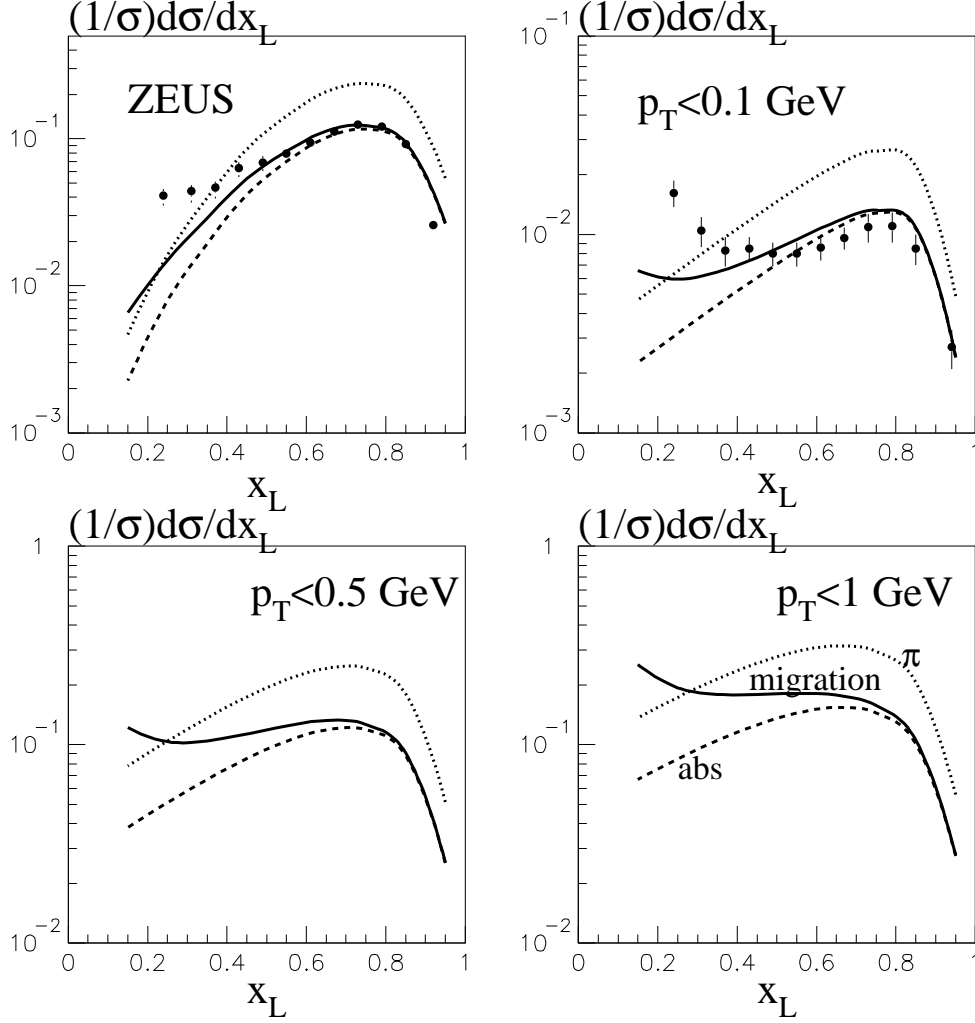 (1/σ)dσ/dx_L
ZEUS
10^-1
10^-2
10^-3
0 0.2 0.4 0.6 0.8 1
x_L
(1/σ)dσ/dx_L
p_T<0.1 GeV
10^-1
10^-2
10^-3
0 0.2 0.4 0.6 0.8 1
x_L
(1/σ)dσ/dx_L
p_T<0.5 GeV
1
10^-1
10^-2
0 0.2 0.4 0.6 0.8 1
x_L
(1/σ)dσ/dx_L
p_T<1 GeV
π
migration
abs
1
10^-1
10^-2
0 0.2 0.4 0.6 0.8 1
x_L